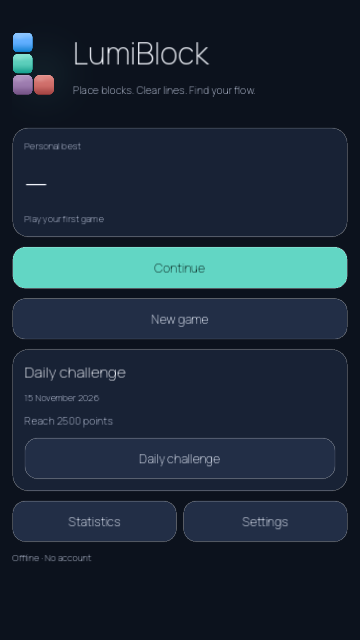 LumiBlock
Place blocks. Clear lines. Find your flow.
Personal best
—
Play your first game
Continue
New game
Daily challenge
15 November 2026
Reach 2500 points
Daily challenge
Statistics
Settings
Offline · No account